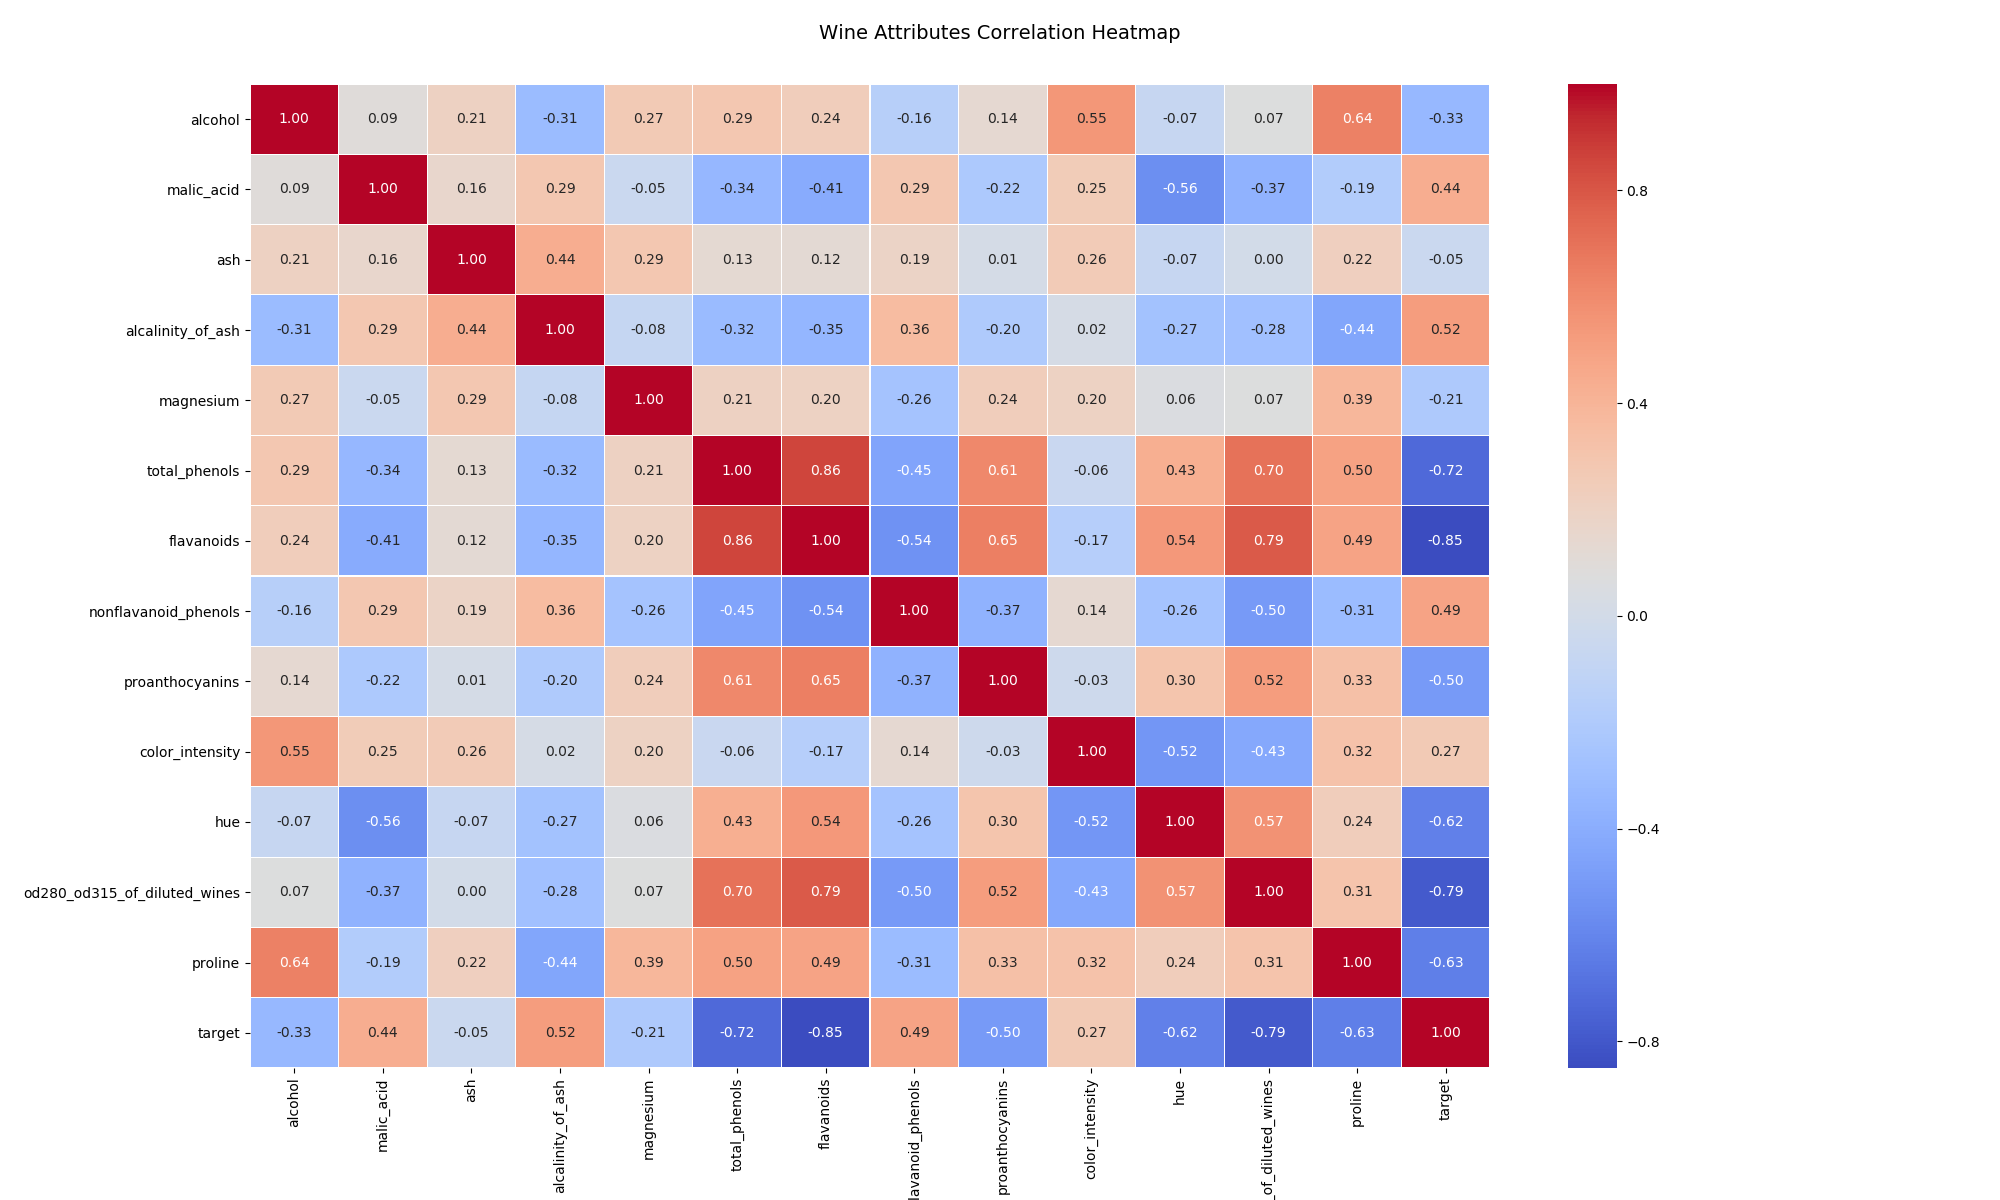 Wine Attributes Correlation Heatmap
alcohol 1.00 0.09 0.21 -0.31 0.27 0.29 0.24 -0.16 0.14 0.55 -0.07 0.07 0.64 -0.33
malic_acid 0.09 1.00 0.16 0.29 -0.05 -0.34 -0.41 0.29 -0.22 0.25 -0.56 -0.37 -0.19 0.44
ash 0.21 0.16 1.00 0.44 0.29 0.13 0.12 0.19 0.01 0.26 -0.07 0.00 0.22 -0.05
alcalinity_of_ash -0.31 0.29 0.44 1.00 -0.08 -0.32 -0.35 0.36 -0.20 0.02 -0.27 -0.28 -0.44 0.52
magnesium 0.27 -0.05 0.29 -0.08 1.00 0.21 0.20 -0.26 0.24 0.20 0.06 0.07 0.39 -0.21
total_phenols 0.29 -0.34 0.13 -0.32 0.21 1.00 0.86 -0.45 0.61 -0.06 0.43 0.70 0.50 -0.72
flavanoids 0.24 -0.41 0.12 -0.35 0.20 0.86 1.00 -0.54 0.65 -0.17 0.54 0.79 0.49 -0.85
nonflavanoid_phenols -0.16 0.29 0.19 0.36 -0.26 -0.45 -0.54 1.00 -0.37 0.14 -0.26 -0.50 -0.31 0.49
proanthocyanins 0.14 -0.22 0.01 -0.20 0.24 0.61 0.65 -0.37 1.00 -0.03 0.30 0.52 0.33 -0.50
color_intensity 0.55 0.25 0.26 0.02 0.20 -0.06 -0.17 0.14 -0.03 1.00 -0.52 -0.43 0.32 0.27
hue -0.07 -0.56 -0.07 -0.27 0.06 0.43 0.54 -0.26 0.30 -0.52 1.00 0.57 0.24 -0.62
od280_od315_of_diluted_wines 0.07 -0.37 0.00 -0.28 0.07 0.70 0.79 -0.50 0.52 -0.43 0.57 1.00 0.31 -0.79
proline 0.64 -0.19 0.22 -0.44 0.39 0.50 0.49 -0.31 0.33 0.32 0.24 0.31 1.00 -0.63
target -0.33 0.44 -0.05 0.52 -0.21 -0.72 -0.85 0.49 -0.50 0.27 -0.62 -0.79 -0.63 1.00
alcohol
malic_acid
ash
alcalinity_of_ash
magnesium
total_phenols
flavanoids
lavanoid_phenols
proanthocyanins
color_intensity
hue
_of_diluted_wines
proline
target
0.8
0.4
0.0
−0.4
−0.8